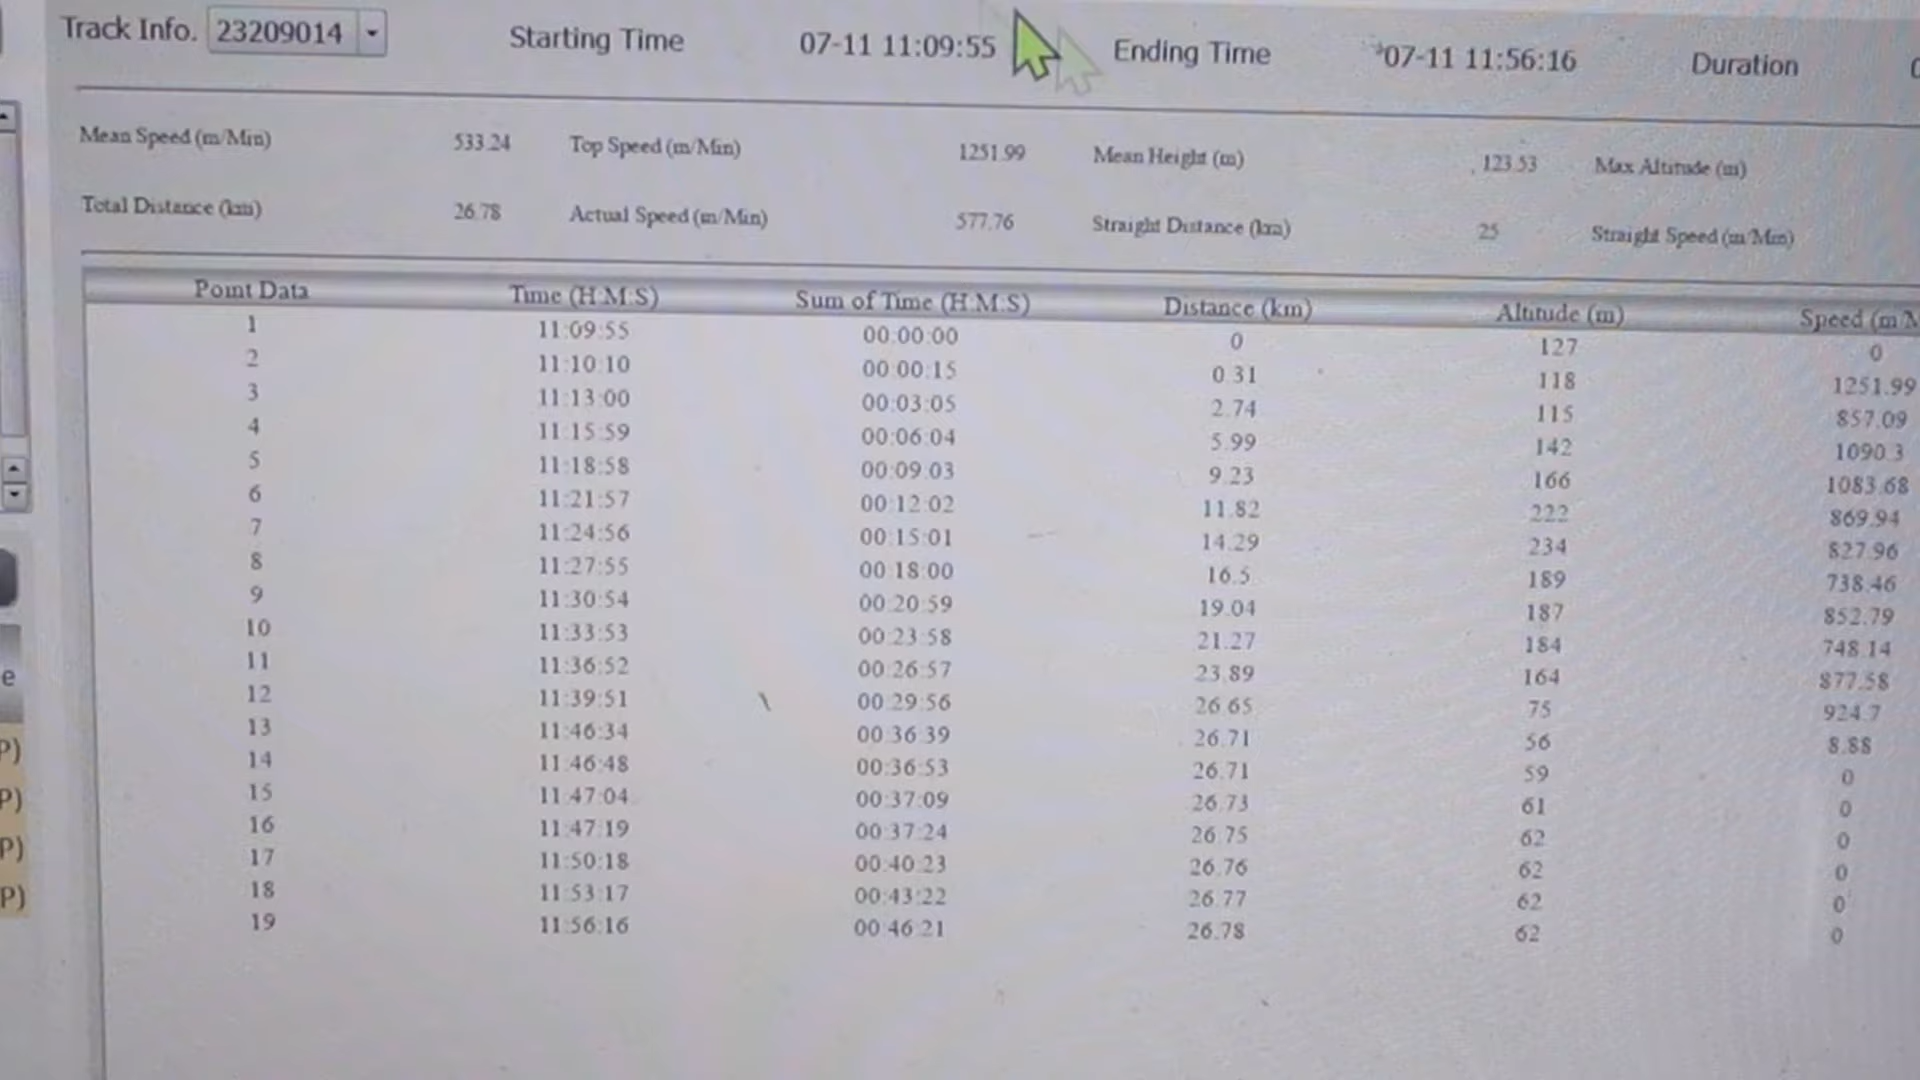 Track Info. 23209014 Starting Time 07-11 11:09:55 Ending Time 07-11 11:56:16 Duration
Mean Speed (m/Min) 533.24 Top Speed (m/Min) 1251.99 Mean Height (m) 123.53 Max Altitude (m)
Total Distance (km) 26.78 Actual Speed (m/Min) 577.76 Straight Distance (km) 25 Straight Speed (m/Min)
Point Data Time (H:M:S) Sum of Time (H:M:S) Distance (km) Altitude (m) Speed (m/M
1 11:09:55 00:00:00 0 127 0
2 11:10:10 00:00:15 0.31 118 1251.99
3 11:13:00 00:03:05 2.74 115 857.09
4 11:15:59 00:06:04 5.99 142 1090.3
5 11:18:58 00:09:03 9.23 166 1083.68
6 11:21:57 00:12:02 11.82 222 869.94
7 11:24:56 00:15:01 14.29 234 827.96
8 11:27:55 00:18:00 16.5 189 738.46
9 11:30:54 00:20:59 19.04 187 852.79
10 11:33:53 00:23:58 21.27 184 748.14
11 11:36:52 00:26:57 23.89 164 877.58
e
12 11:39:51 00:29:56 26.65 75 924.7
13 11:46:34 00:36:39 26.71 56 8.88
P)
14 11:46:48 00:36:53 26.71 59 0
15 11:47:04 00:37:09 26.73 61 0
P)
16 11:47:19 00:37:24 26.75 62 0
P)
17 11:50:18 00:40:23 26.76 62 0
18 11:53:17 00:43:22 26.77 62 0
P)
19 11:56:16 00:46:21 26.78 62 0